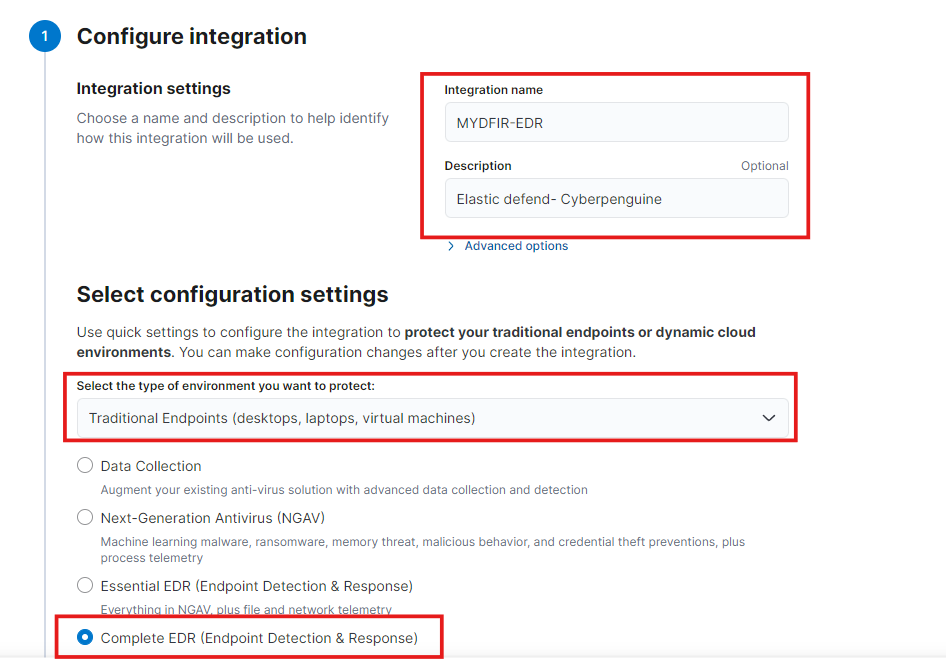 1
Configure integration
Integration settings
Choose a name and description to help identify
how this integration will be used.
Integration name
MYDFIR-EDR
Description
Optional
Elastic defend- Cyberpenguine
Advanced options
Select configuration settings
Use quick settings to configure the integration to protect your traditional endpoints or dynamic cloud
environments. You can make configuration changes after you create the integration.
Select the type of environment you want to protect:
Traditional Endpoints (desktops, laptops, virtual machines)
Data Collection
Augment your existing anti-virus solution with advanced data collection and detection
Next-Generation Antivirus (NGAV)
Machine learning malware, ransomware, memory threat, malicious behavior, and credential theft preventions, plus
process telemetry
Essential EDR (Endpoint Detection & Response)
Everything in NGAV, plus file and network telemetry
Complete EDR (Endpoint Detection & Response)